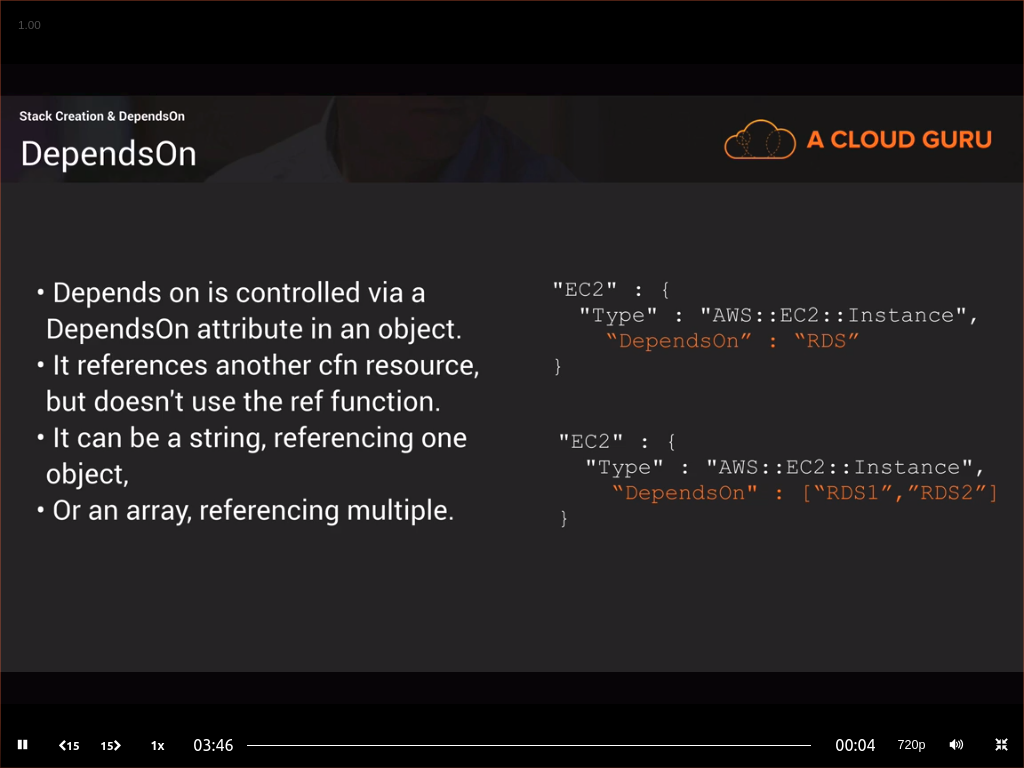 1.00
Stack Creation & DependsOn
DependsOn
A CLOUD GURU
• Depends on is controlled via a
DependsOn attribute in an object.
• It references another cfn resource,
but doesn't use the ref function.
• It can be a string, referencing one
object,
• Or an array, referencing multiple.
"EC2" : {
"Type" : "AWS::EC2::Instance",
“DependsOn” : “RDS”
}
"EC2" : {
"Type" : "AWS::EC2::Instance",
“DependsOn" : [“RDS1”,”RDS2”]
}
15 15 1x 03:46 00:04 720p